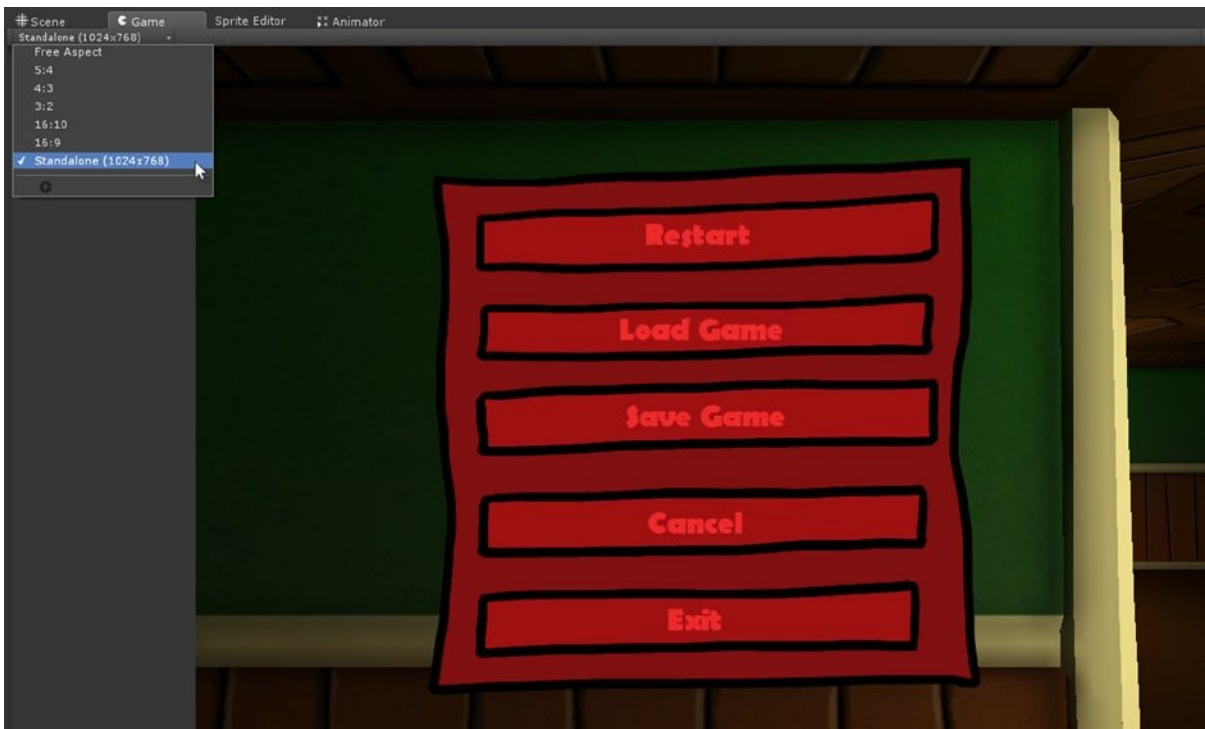 Scene Game Sprite Editor Animator
Standalone (1024x768)
Free Aspect
5:4
4:3
3:2
16:10
16:9
Standalone (1024x768)
Restart
Load Game
Save Game
Cancel
Exit